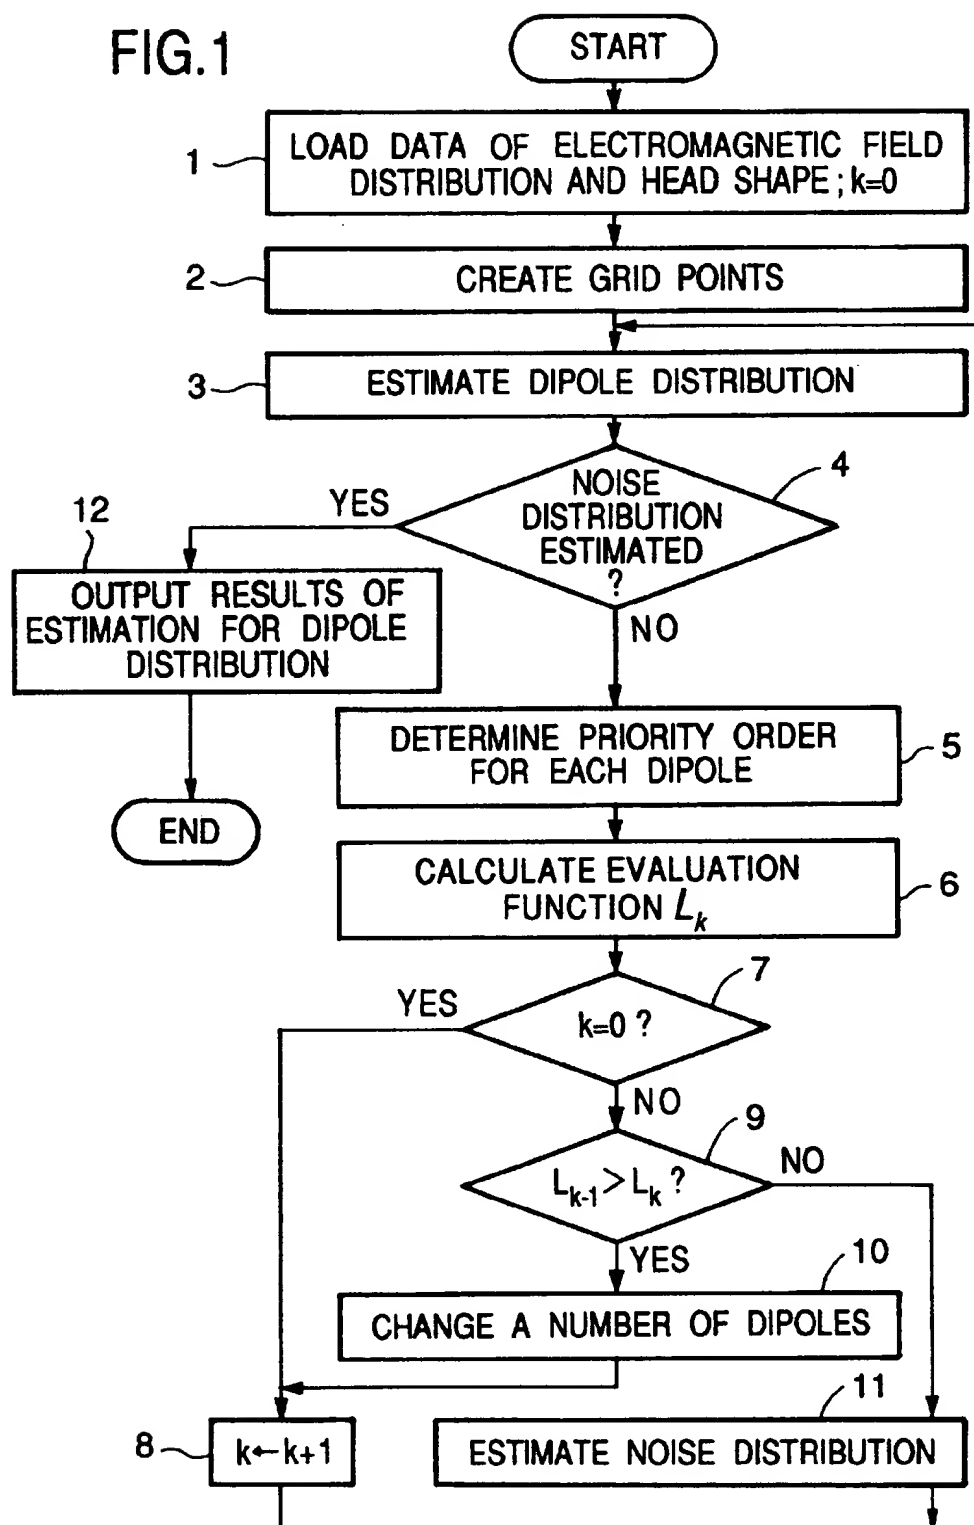 FIG.1
START
1
LOAD DATA OF ELECTROMAGNETIC FIELD
DISTRIBUTION AND HEAD SHAPE ; k=0
2
CREATE GRID POINTS
3
ESTIMATE DIPOLE DISTRIBUTION
4
NOISE
DISTRIBUTION
ESTIMATED
?
YES
NO
12
OUTPUT RESULTS OF
ESTIMATION FOR DIPOLE
DISTRIBUTION
END
DETERMINE PRIORITY ORDER
FOR EACH DIPOLE
5
CALCULATE EVALUATION
FUNCTION Lk
6
7
k=0 ?
YES
NO
9
Lk-1 > Lk ?
NO
YES
10
CHANGE A NUMBER OF DIPOLES
8
k←k+1
11
ESTIMATE NOISE DISTRIBUTION